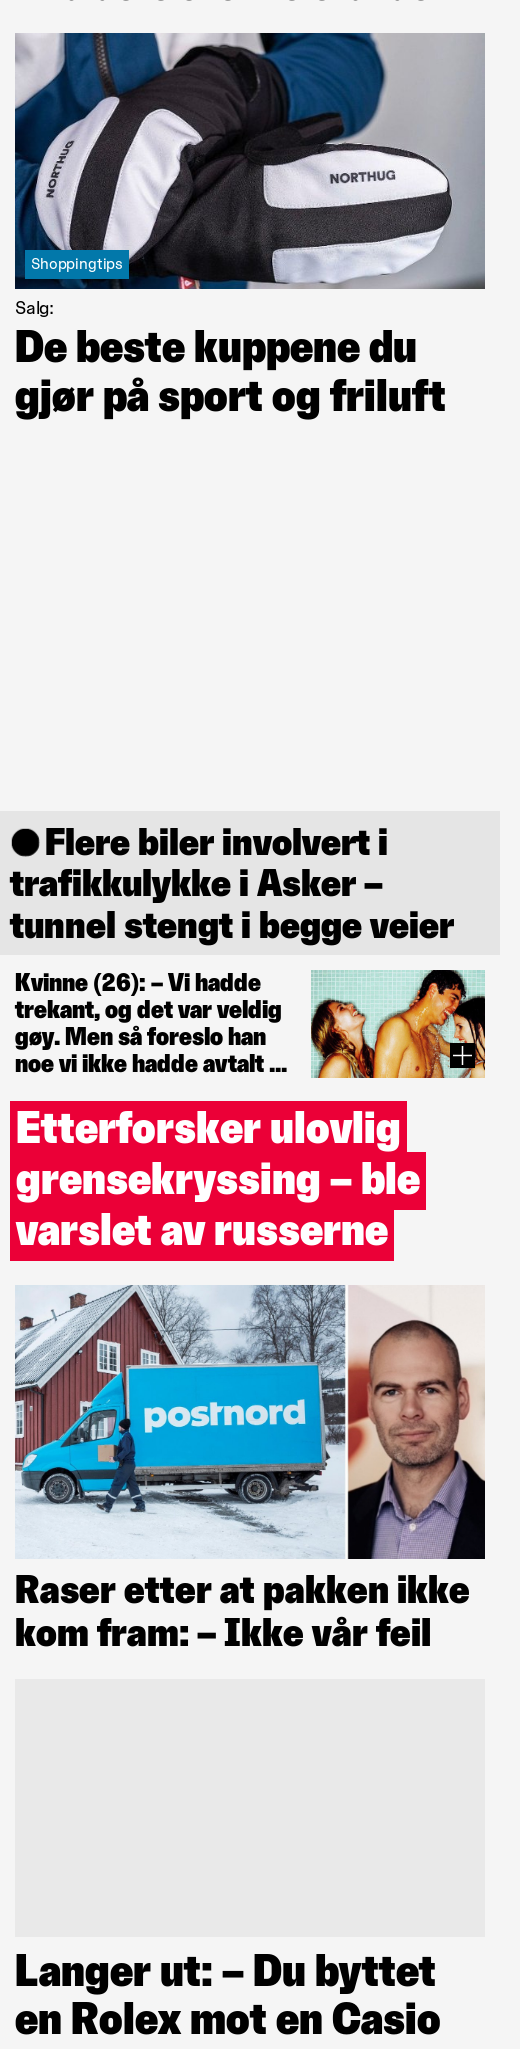 NORTHUG
NORTHUG
Shoppingtips
Salg:
De beste kuppene du
gjør på sport og friluft
Flere biler involvert i
trafikkulykke i Asker –
tunnel stengt i begge veier
Kvinne (26): – Vi hadde
trekant, og det var veldig
gøy. Men så foreslo han
noe vi ikke hadde avtalt ...
Etterforsker ulovlig
grensekryssing – ble
varslet av russerne
postnord
Raser etter at pakken ikke
kom fram: – Ikke vår feil
Langer ut: – Du byttet
en Rolex mot en Casio